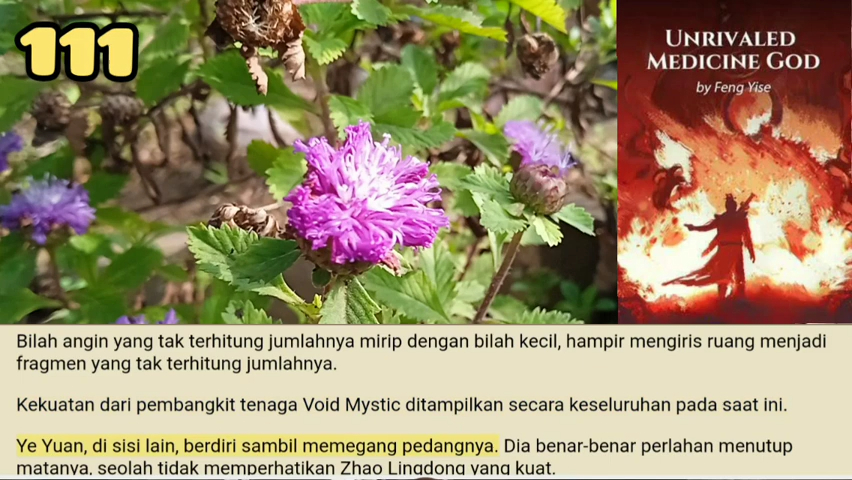 111
UNRIVALED
MEDICINE GOD
by Feng Yise
Bilah angin yang tak terhitung jumlahnya mirip dengan bilah kecil, hampir mengiris ruang menjadi
fragmen yang tak terhitung jumlahnya.
Kekuatan dari pembangkit tenaga Void Mystic ditampilkan secara keseluruhan pada saat ini.
Ye Yuan, di sisi lain, berdiri sambil memegang pedangnya. Dia benar-benar perlahan menutup
matanya, seolah tidak memperhatikan Zhao Lingdong yang kuat.